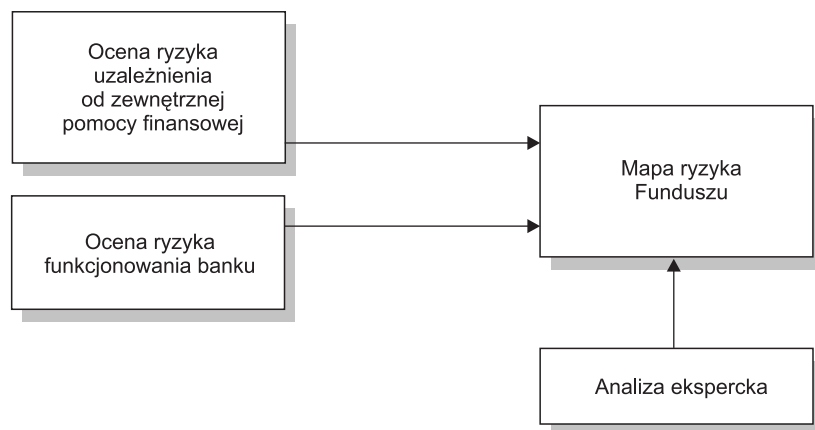 Ocena ryzyka
uzależnienia
od zewnętrznej
pomocy finansowej
Ocena ryzyka
funkcjonowania banku
Mapa ryzyka
Funduszu
Analiza ekspercka